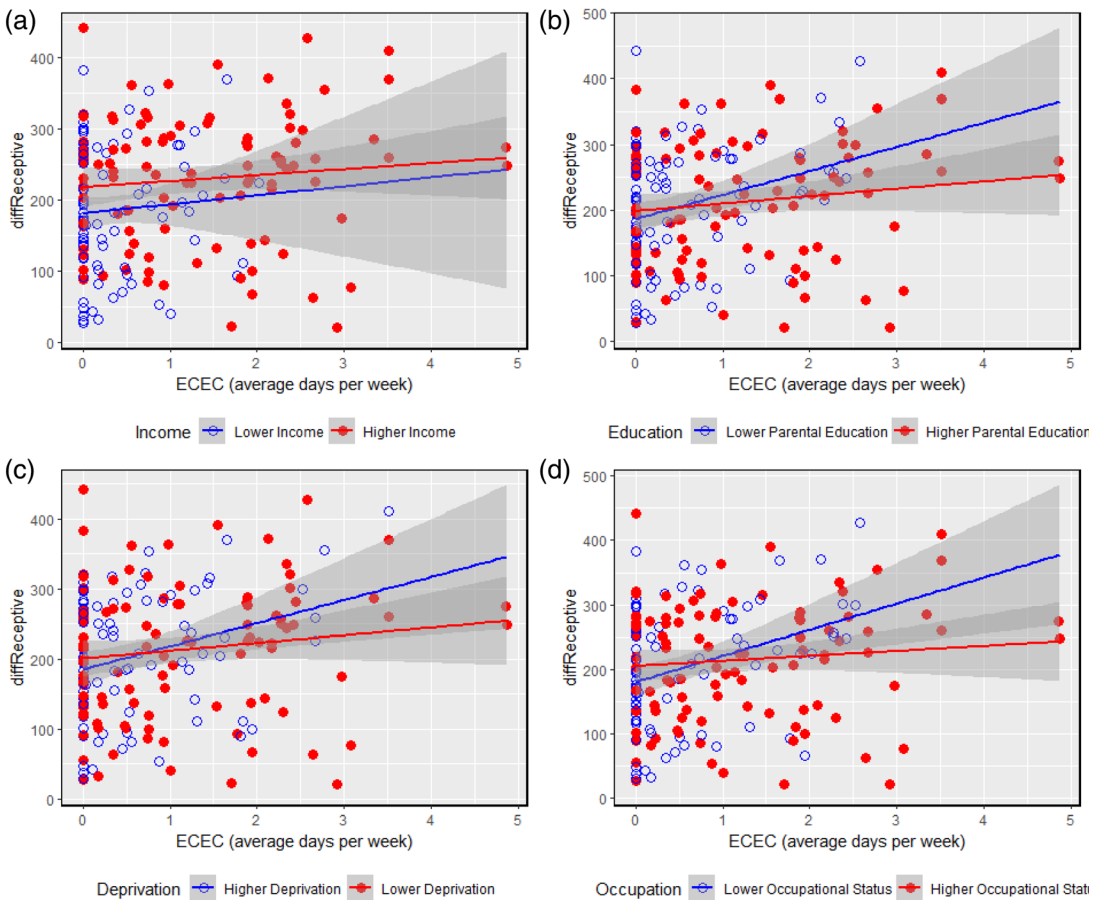 (a)
400
300
200
100
0
diffReceptive
0 1 2 3 4 5
ECEC (average days per week)
Income Lower Income Higher Income
(b)
500
400
300
200
100
0
diffReceptive
0 1 2 3 4 5
ECEC (average days per week)
Education Lower Parental Education Higher Parental Education
(c)
400
300
200
100
0
diffReceptive
0 1 2 3 4 5
ECEC (average days per week)
Deprivation Higher Deprivation Lower Deprivation
(d)
500
400
300
200
100
0
diffReceptive
0 1 2 3 4 5
ECEC (average days per week)
Occupation Lower Occupational Status Higher Occupational Stat